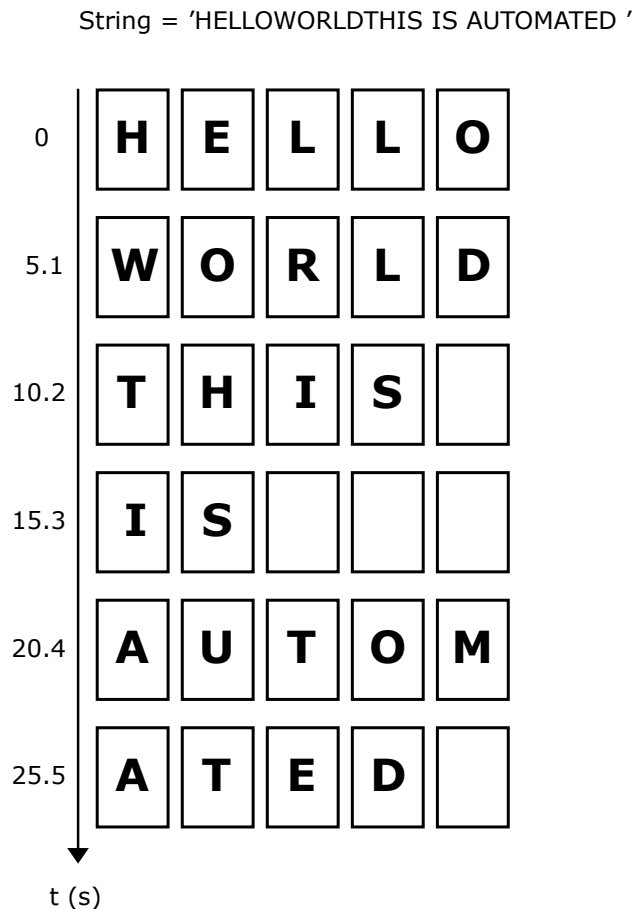 String = ′HELLOWORLDTHIS IS AUTOMATED ′
0 H E L L O
5.1 W O R L D
10.2 T H I S
15.3 I S
20.4 A U T O M
25.5 A T E D
t (s)